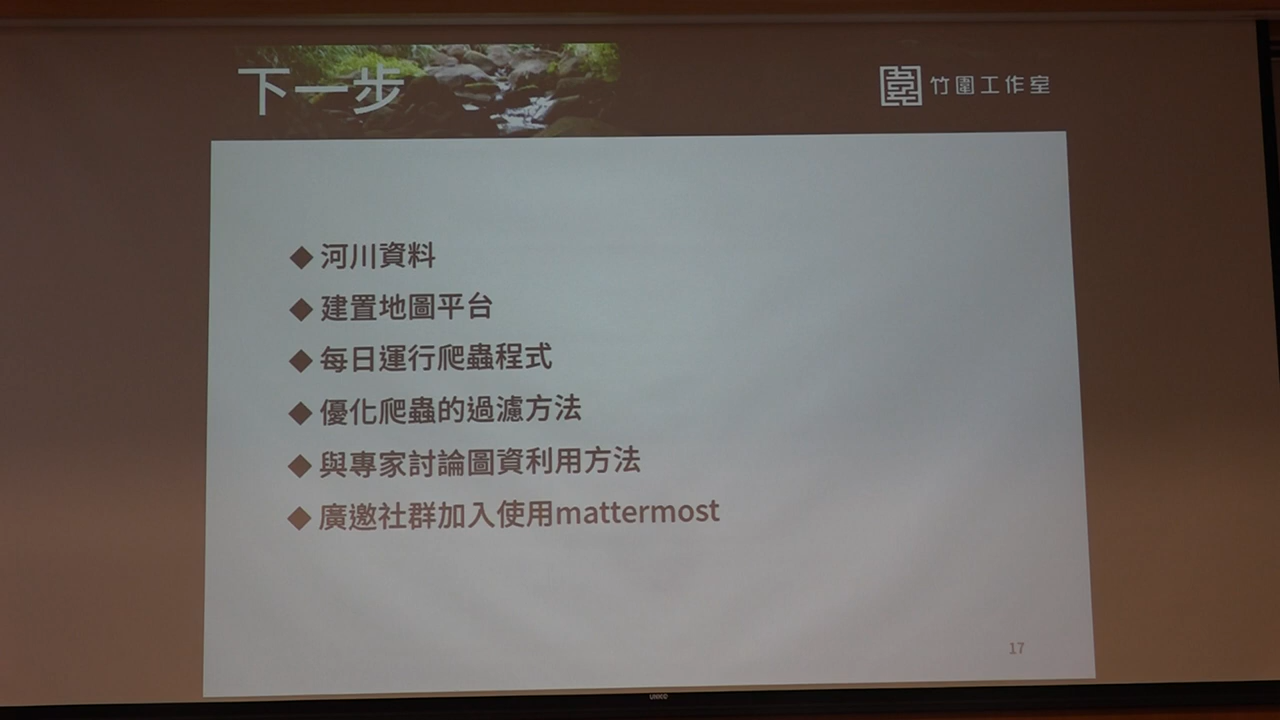 下一步
竹圍工作室
◆ 河川資料
◆ 建置地圖平台
◆ 每日運行爬蟲程式
◆ 優化爬蟲的過濾方法
◆ 與專家討論圖資利用方法
◆ 廣邀社群加入使用mattermost
17